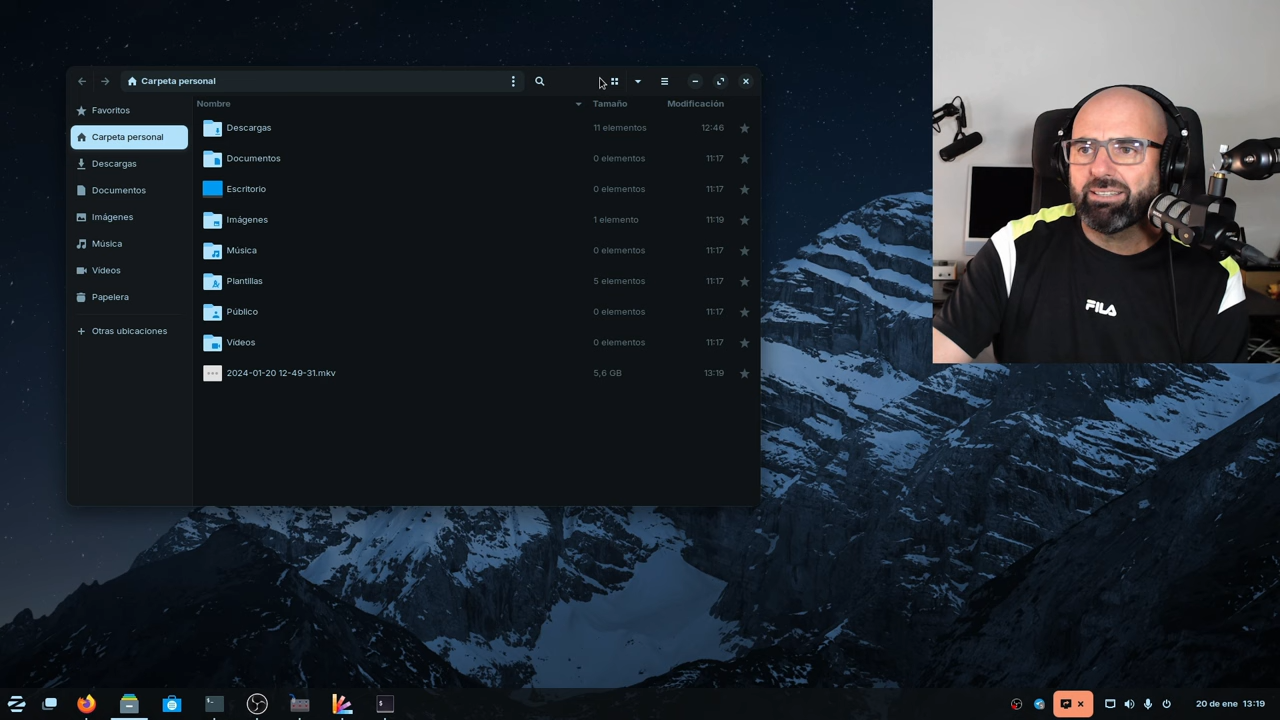 Carpeta personal
Nombre Tamaño Modificación
Favoritos
Carpeta personal
Descargas
Documentos
Imágenes
Música
Vídeos
Papelera
Otras ubicaciones
Descargas 11 elementos 12:46
Documentos 0 elementos 11:17
Escritorio 0 elementos 11:17
Imágenes 1 elemento 11:19
Música 0 elementos 11:17
Plantillas 5 elementos 11:17
Público 0 elementos 11:17
Vídeos 0 elementos 11:17
2024-01-20 12-49-31.mkv 5,6 GB 13:19
FILA
20 de ene 13:19